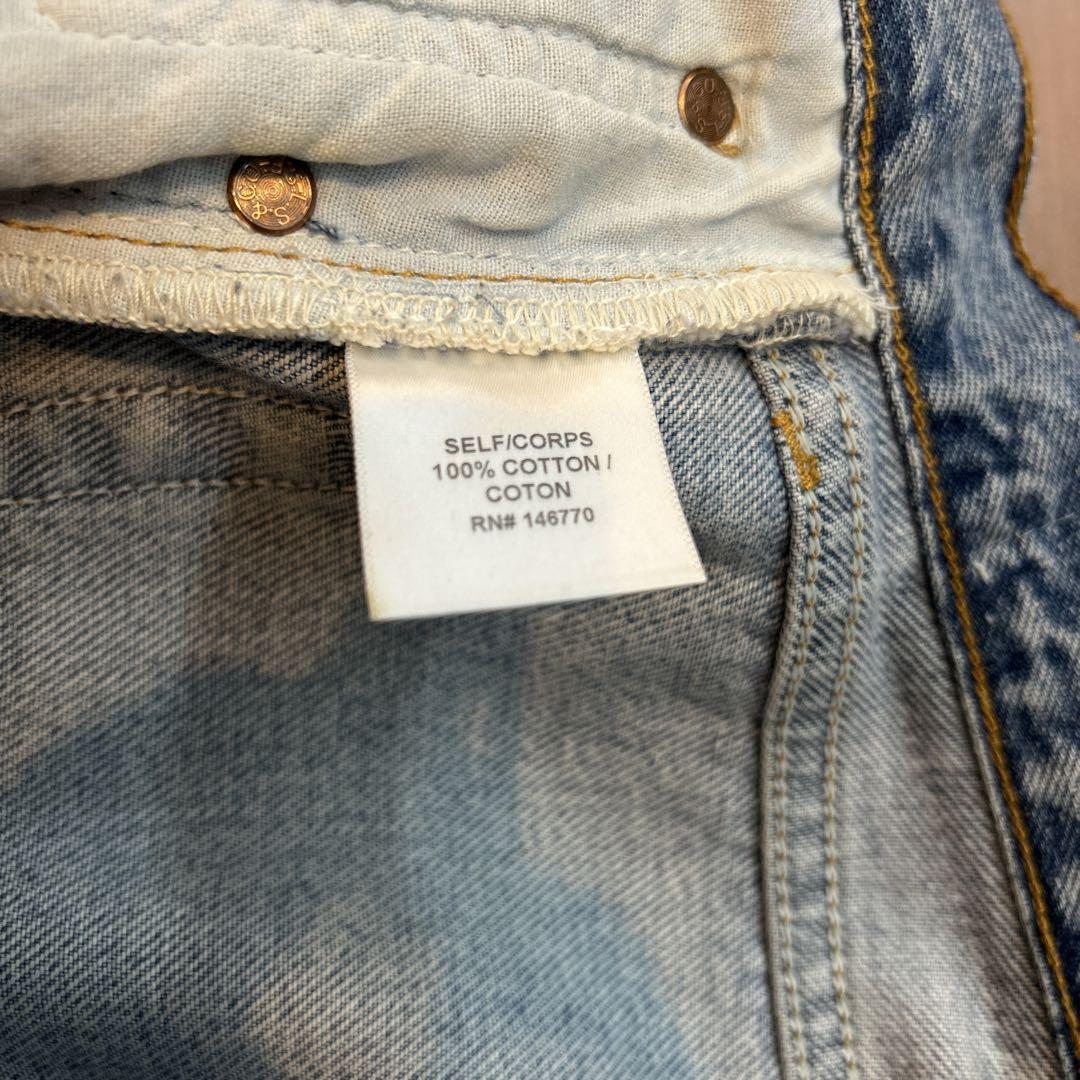 SELF/CORPS
100% COTTON /
COTON
RN# 146770